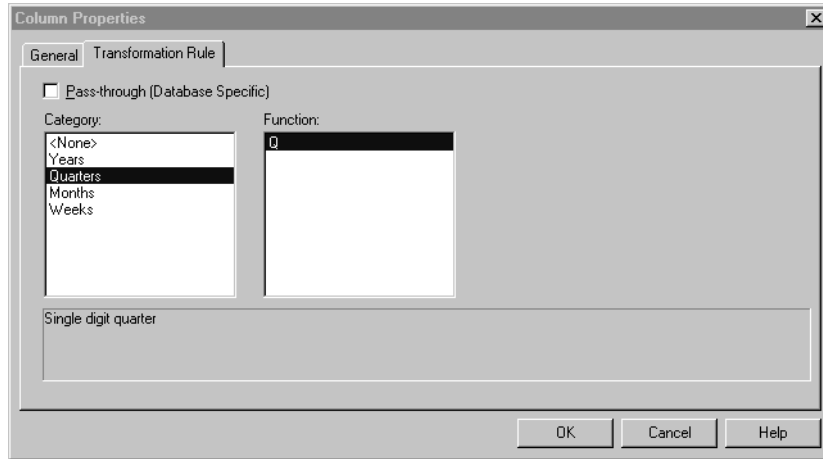 Column Properties
General Transformation Rule
Pass-through (Database Specific)
Category: Function:
<None> Q
Years
Quarters
Months
Weeks
Single digit quarter
OK Cancel Help